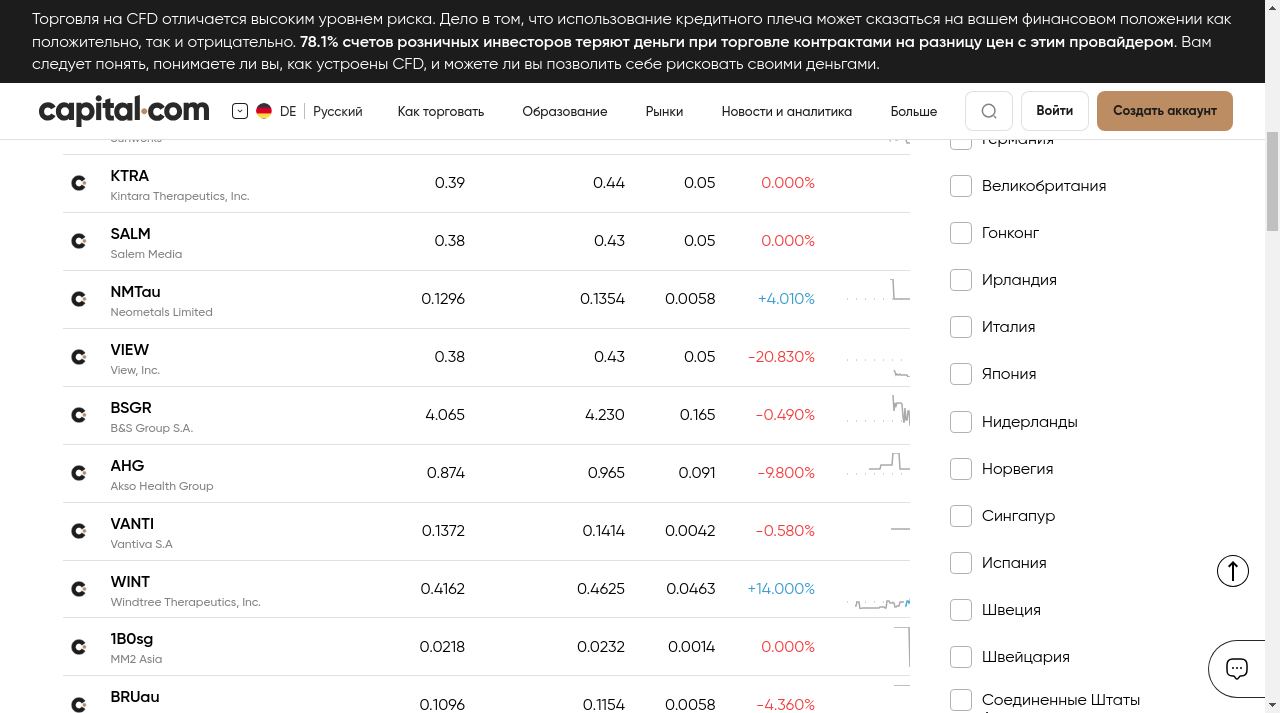 Торговля на CFD отличается высоким уровнем риска. Дело в том, что использование кредитного плеча может сказаться на вашем финансовом положении как
положительно, так и отрицательно. 78.1% счетов розничных инвесторов теряют деньги при торговле контрактами на разницу цен с этим провайдером. Вам
следует понять, понимаете ли вы, как устроены CFD, и можете ли вы позволить себе рисковать своими деньгами.
capital.com DE Русский Как торговать Образование Рынки Новости и аналитика Больше Войти Создать аккаунт
Германия
KTRA 0.39 0.44 0.05 0.000%
Kintara Therapeutics, Inc.
Великобритания
SALM 0.38 0.43 0.05 0.000%
Salem Media
Гонконг
NMTau 0.1296 0.1354 0.0058 +4.010%
Neometals Limited
Ирландия
VIEW 0.38 0.43 0.05 -20.830%
View, Inc.
Италия
Япония
BSGR 4.065 4.230 0.165 -0.490%
B&S Group S.A.
Нидерланды
AHG 0.874 0.965 0.091 -9.800%
Akso Health Group
Норвегия
VANTI 0.1372 0.1414 0.0042 -0.580%
Vantiva S.A
Сингапур
Испания
WINT 0.4162 0.4625 0.0463 +14.000%
Windtree Therapeutics, Inc.
Швеция
1B0sg 0.0218 0.0232 0.0014 0.000%
MM2 Asia
Швейцария
BRUau 0.1096 0.1154 0.0058 -4.360%
Соединенные Штаты